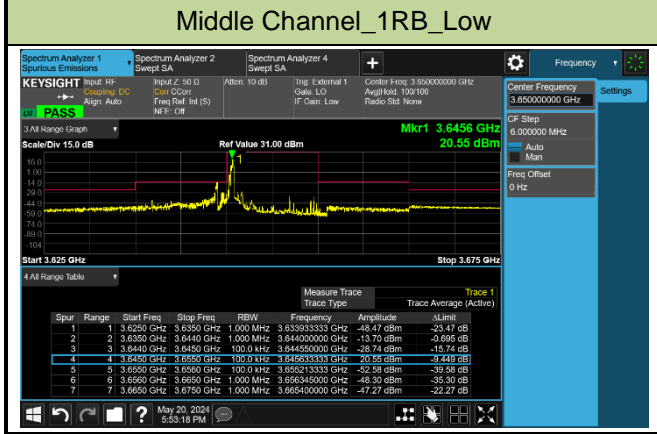 Middle Channel_1RB_Low
Spectrum Analyzer 1
Spurious Emissions
Spectrum Analyzer 2
Swept SA
Spectrum Analyzer 4
Swept SA
+
Frequency
KEYSIGHT
Input: RF
Coupling: DC
Align: Auto
Input Z: 50 Ω
Corr CCorr
Freq Ref: Int (S)
NFE: Off
Atten: 10 dB
Trig: External 1
Gate: LO
IF Gain: Low
Center Freq: 3.650000000 GHz
Avg|Hold: 100/100
Radio Std: None
PASS
Center Frequency
3.650000000 GHz
Settings
CF Step
6.000000 MHz
Auto
Man
Freq Offset
0 Hz
3 All Range Graph
Scale/Div 15.0 dB
Ref Value 31.00 dBm
Mkr1 3.6456 GHz
20.55 dBm
1
16.0
1.00
-14.0
-29.0
-44.0
-59.0
-74.0
-89.0
-104
Start 3.625 GHz
Stop 3.675 GHz
4 All Range Table
Measure Trace Trace 1
Trace Type Trace Average (Active)
Spur Range Start Freq Stop Freq RBW Frequency Amplitude ΔLimit
1 1 3.6250 GHz 3.6350 GHz 1.000 MHz 3.633933333 GHz -48.47 dBm -23.47 dB
2 2 3.6350 GHz 3.6440 GHz 1.000 MHz 3.644000000 GHz -13.70 dBm -0.695 dB
3 3 3.6440 GHz 3.6450 GHz 100.0 kHz 3.644550000 GHz -28.74 dBm -15.74 dB
4 4 3.6450 GHz 3.6550 GHz 100.0 kHz 3.645633333 GHz 20.55 dBm -9.449 dB
5 5 3.6550 GHz 3.6560 GHz 100.0 kHz 3.655213333 GHz -52.58 dBm -39.58 dB
6 6 3.6560 GHz 3.6650 GHz 1.000 MHz 3.656345000 GHz -48.30 dBm -35.30 dB
7 7 3.6650 GHz 3.6750 GHz 1.000 MHz 3.665400000 GHz -47.27 dBm -22.27 dB
?
May 20, 2024
5:53:18 PM